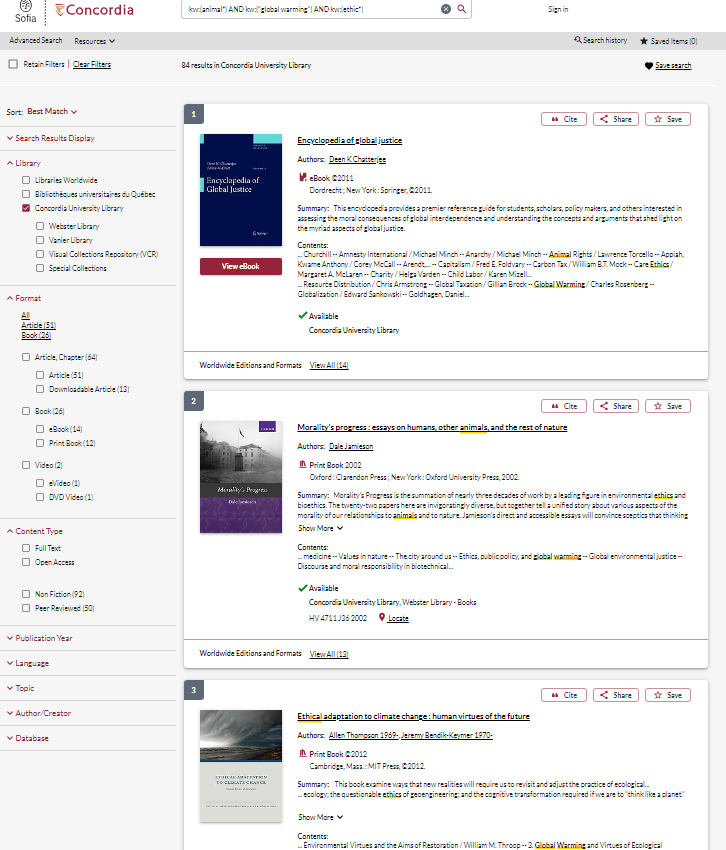 Sofia
Concordia
kw:(animal*) AND kw:("global warming") AND kw:(ethic*)
Sign in
Advanced Search
Resources
Search history
Saved Items (0)
Retain Filters
Clear Filters
84 results in Concordia University Library
Save search
Sort: Best Match
Search Results Display
Library
Libraries Worldwide
Bibliothèques universitaires du Québec
Concordia University Library
Webster Library
Vanier Library
Visual Collections Repository (VCR)
Special Collections
Format
All
Article (51)
Book (26)
Article, Chapter (64)
Article (51)
Downloadable Article (13)
Book (26)
eBook (14)
Print Book (12)
Video (2)
eVideo (1)
DVD Video (1)
Content Type
Full Text
Open Access
Non Fiction (92)
Peer Reviewed (50)
Publication Year
Language
Topic
Author/Creator
Database
1
Cite
Share
Save
Deen K. Chatterjee
Encyclopedia of
Global Justice
Springer
View eBook
Encyclopedia of global justice
Authors: Deen K Chatterjee
eBook ©2011
Dordrecht ; New York : Springer, ©2011.
Summary: This encyclopedia provides a premier reference guide for students, scholars, policy makers, and others interested in
assessing the moral consequences of global interdependence and understanding the concepts and arguments that shed light on
the myriad aspects of global justice.
Contents:
... Churchill -- Amnesty International / Michael Minch -- Anarchy / Michael Minch -- Animal Rights / Lawrence Torcello -- Appiah,
Kwame Anthony / Corey McCall -- Arendt,... -- Capitalism / Fred E. Foldvary -- Carbon Tax / William B.T. Mock -- Care Ethics /
Margaret A. McLaren -- Charity / Helga Varden -- Child Labor / Karen Mizell...
... Resource Distribution / Chris Armstrong -- Global Taxation / Gillian Brock -- Global Warming / Charles Rosenberg --
Globalization / Edward Sankowski -- Goldhagen, Daniel...
Available
Concordia University Library
Worldwide Editions and Formats View All (14)
2
Cite
Share
Save
Morality's Progress
Dale Jamieson
Morality's progress : essays on humans, other animals, and the rest of nature
Authors: Dale Jamieson
Print Book 2002
Oxford : Clarendon Press ; New York : Oxford University Press, 2002.
Summary: Morality's Progress is the summation of nearly three decades of work by a leading figure in environmental ethics and
bioethics. The twenty-two papers here are invigoratingly diverse, but together tell a unified story about various aspects of the
morality of our relationships to animals and to nature. Jamieson's direct and accessible essays will convince sceptics that thinking
Show More
Contents:
... medicine -- Values in nature -- The city around us -- Ethics, public policy, and global warming -- Global environmental justice --
Discourse and moral responsibility in biotechnical...
Available
Concordia University Library, Webster Library - Books
HV 4711 J36 2002 Locate
Worldwide Editions and Formats View All (13)
3
Cite
Share
Save
ETHICAL ADAPTATION
TO CLIMATE CHANGE
Ethical adaptation to climate change : human virtues of the future
Authors: Allen Thompson 1969-, Jeremy Bendik-Keymer 1970-
Print Book ©2012
Cambridge, Mass. : MIT Press, ©2012.
Summary: This book examine ways that new realities will require us to revisit and adjust the practice of ecological...
... ecology; the questionable ethics of geoengineering; and the cognitive transformation required if we are to "think like a planet."
Show More
Contents:
... Environmental Virtues and the Aims of Restoration / William M. Throop -- 3. Global Warming and Virtues of Ecological